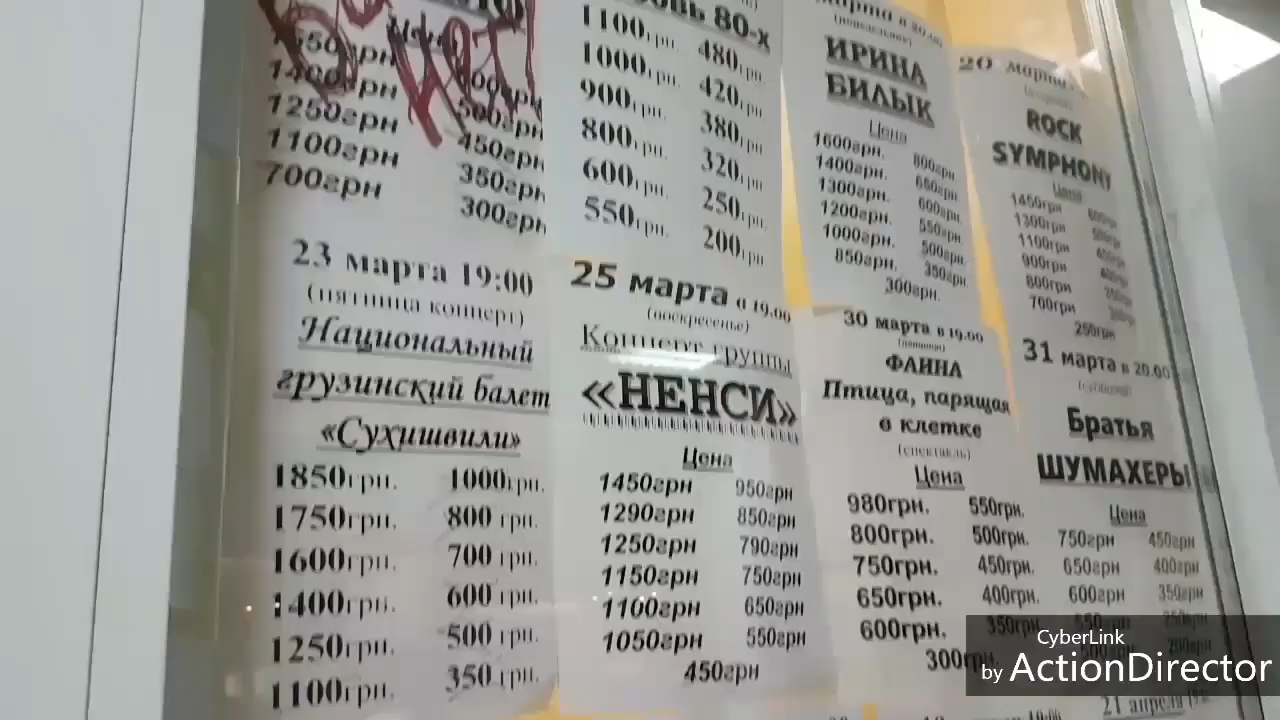 1100грн. 480грн.
1000грн. 420грн.
900грн. 380грн.
800грн. 320грн.
600грн. 250грн.
550грн. 200грн.
1250грн
1100грн 450грн
700грн 350грн
300грн
80-х
ИРИНА
БИЛЫК
Цена
1600грн. 800грн.
1400грн. 650грн.
1300грн. 600грн.
1200грн. 550грн.
1000грн. 500грн.
850грн. 350грн.
300грн.
20 марта
ROCK
SYMPHONY
Цена
1450грн
1300грн
1100грн
900грн
800грн
700грн
250грн
23 марта 19:00
(пятница концерт)
Национальный
грузинский балет
«Сухишвили»
1850грн. 1000грн.
1750грн. 800 грн.
1600грн. 700 грн.
1400грн. 600 грн.
1250грн. 500 грн.
1100грн. 350 грн.
25 марта в 19.00
(воскресенье)
Концерт группы
«НЕНСИ»
Цена
1450грн 950грн
1290грн 850грн
1250грн 790грн
1150грн 750грн
1100грн 650грн
1050грн 550грн
450грн
30 марта в 19.00
(пятница)
ФАИНА
Птица, парящая
в клетке
(спектакль)
Цена
980грн. 550грн.
800грн. 500грн.
750грн. 450грн.
650грн. 400грн.
600грн. 350грн.
300грн.
31 марта в 20.00
(суббота)
Братья
ШУМАХЕРЫ
Цена
750грн 450грн
650грн 400грн
600грн 350грн
21 апреля
CyberLink
by ActionDirector